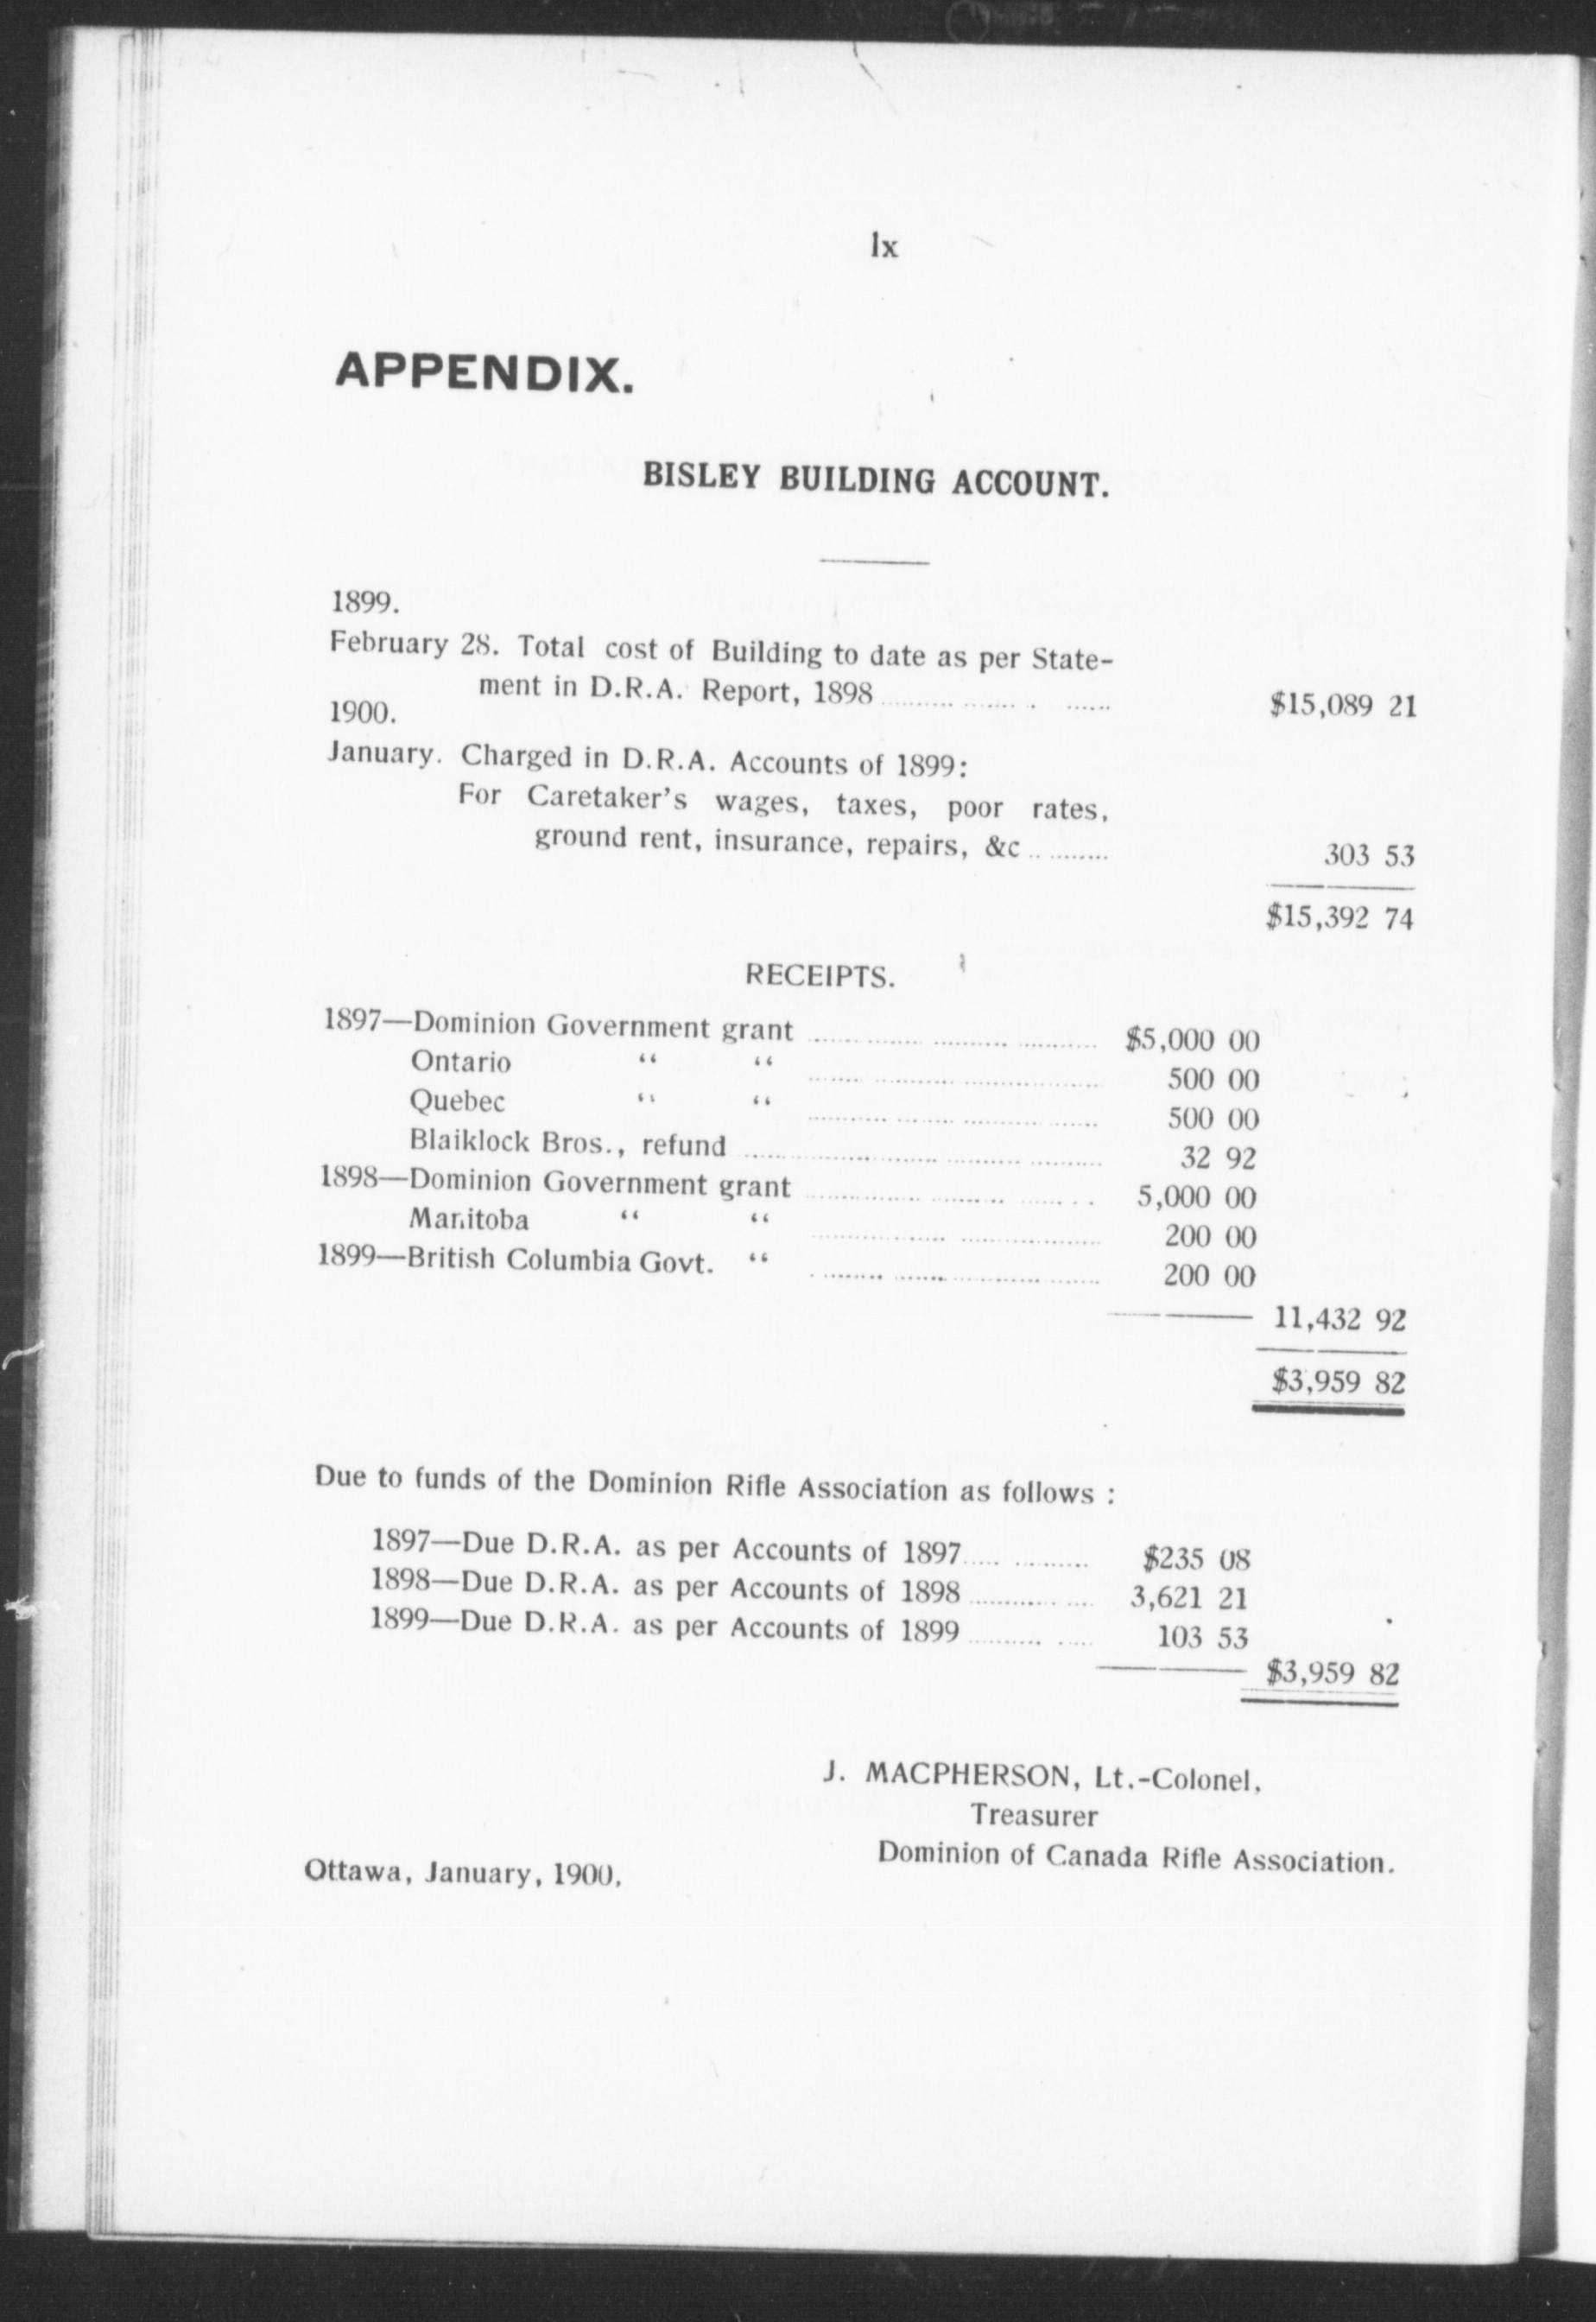 lx
APPENDIX.
BISLEY BUILDING ACCOUNT.
1899.
February 28. Total cost of Building to date as per State-
ment in D.R.A. Report, 1898 $15,089 21
1900.
January. Charged in D.R.A. Accounts of 1899:
For Caretaker's wages, taxes, poor rates,
ground rent, insurance, repairs, &c 303 53
$15,392 74
RECEIPTS.
1897—Dominion Government grant $5,000 00
Ontario “ “ 500 00
Quebec “ “ 500 00
Blaiklock Bros., refund 32 92
1898—Dominion Government grant 5,000 00
Manitoba “ “ 200 00
1899—British Columbia Govt. “ 200 00
11,432 92
$3,959 82
Due to funds of the Dominion Rifle Association as follows :
1897—Due D.R.A. as per Accounts of 1897 $235 08
1898—Due D.R.A. as per Accounts of 1898 3,621 21
1899—Due D.R.A. as per Accounts of 1899 103 53
$3,959 82
J. MACPHERSON, Lt.-Colonel,
Treasurer
Dominion of Canada Rifle Association.
Ottawa, January, 1900.